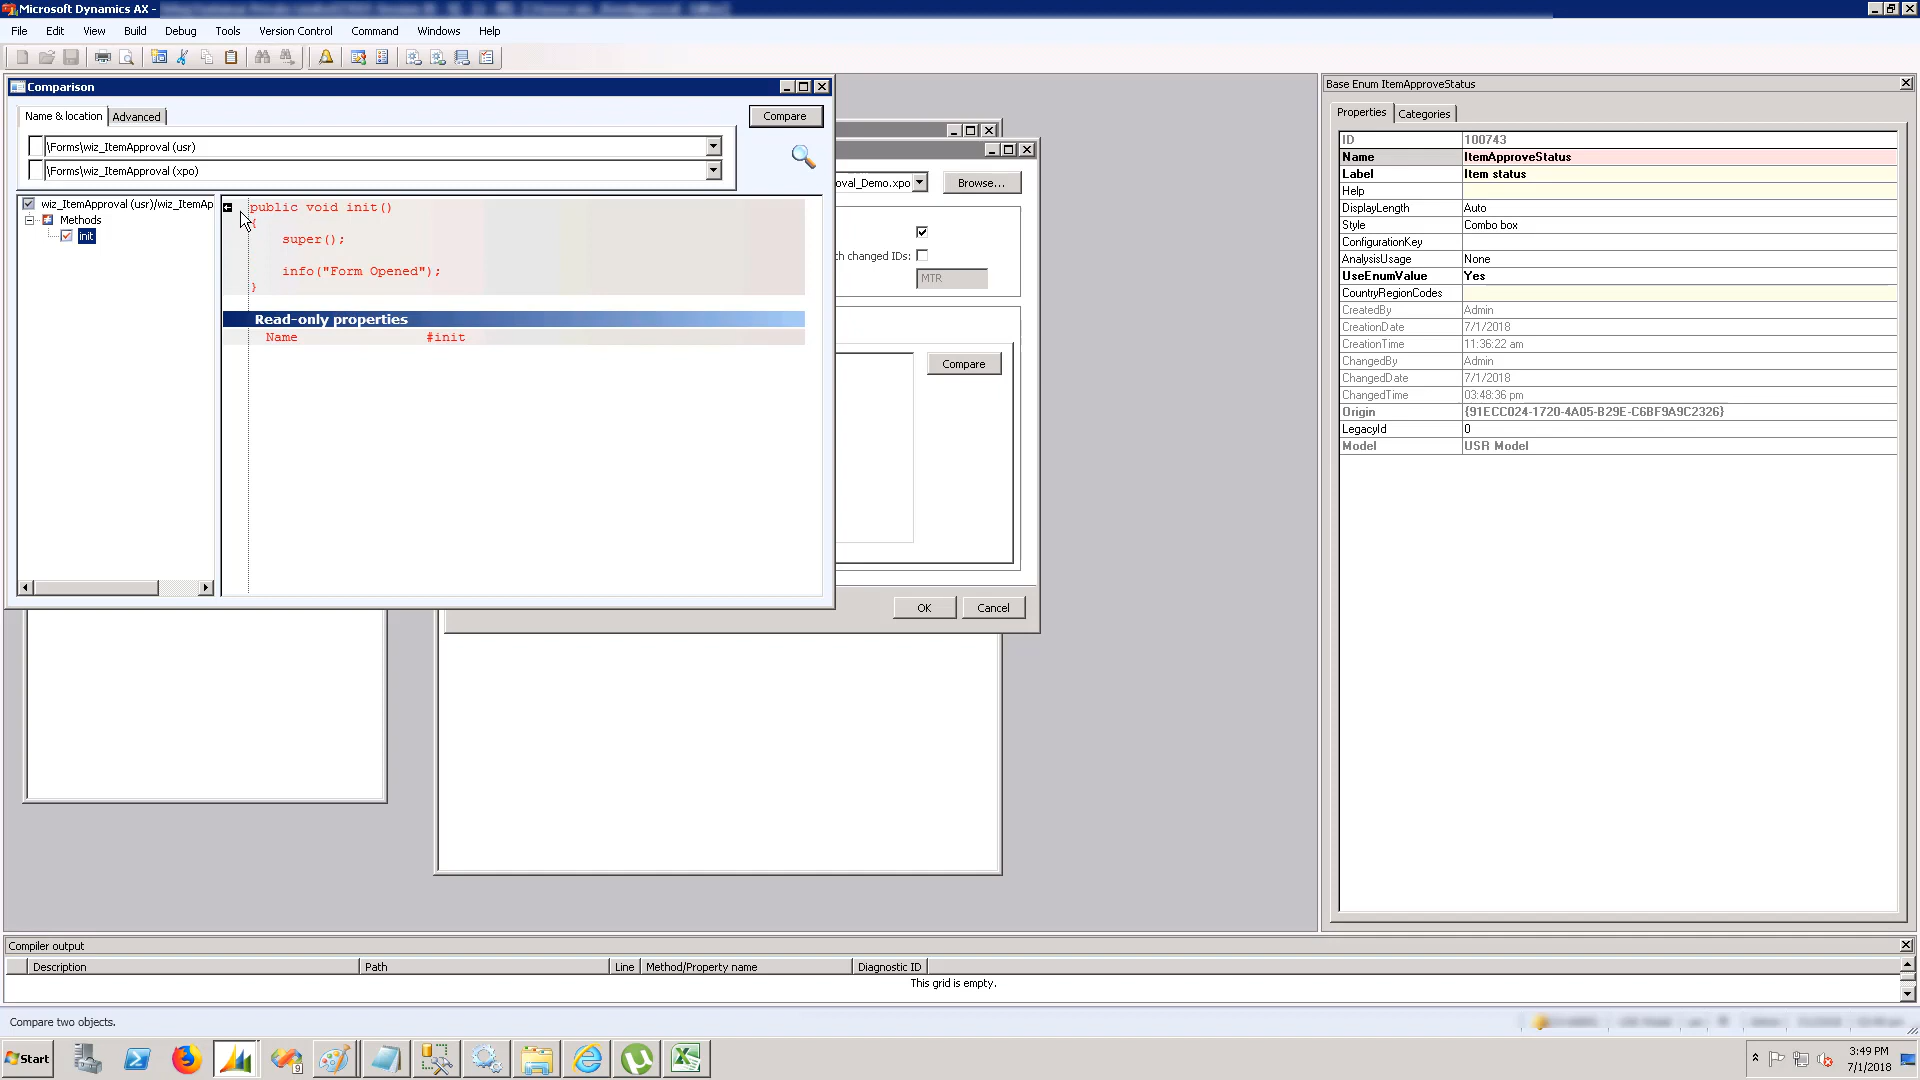 Microsoft Dynamics AX -
File Edit View Build Debug Tools Version Control Command Windows Help
Comparison
Name & location Advanced
Compare
\Forms\wiz_ItemApproval (usr)
\Forms\wiz_ItemApproval (xpo)
wiz_ItemApproval (usr)/wiz_ItemAp
Methods
init
public void init()
{
super();
info("Form Opened");
}
Read-only properties
Name #init
oval_Demo.xpo Browse...
ch changed IDs:
MTR
Compare
OK Cancel
Base Enum ItemApproveStatus
Properties Categories
ID 100743
Name ItemApproveStatus
Label Item status
Help
DisplayLength Auto
Style Combo box
ConfigurationKey
AnalysisUsage None
UseEnumValue Yes
CountryRegionCodes
CreatedBy Admin
CreationDate 7/1/2018
CreationTime 11:36:22 am
ChangedBy Admin
ChangedDate 7/1/2018
ChangedTime 03:48:36 pm
Origin {91ECC024-1720-4A05-B29E-C6BF9A9C2326}
LegacyId 0
Model USR Model
Compiler output
Description Path Line Method/Property name Diagnostic ID
This grid is empty.
Compare two objects.
Start
9
3:49 PM
7/1/2018